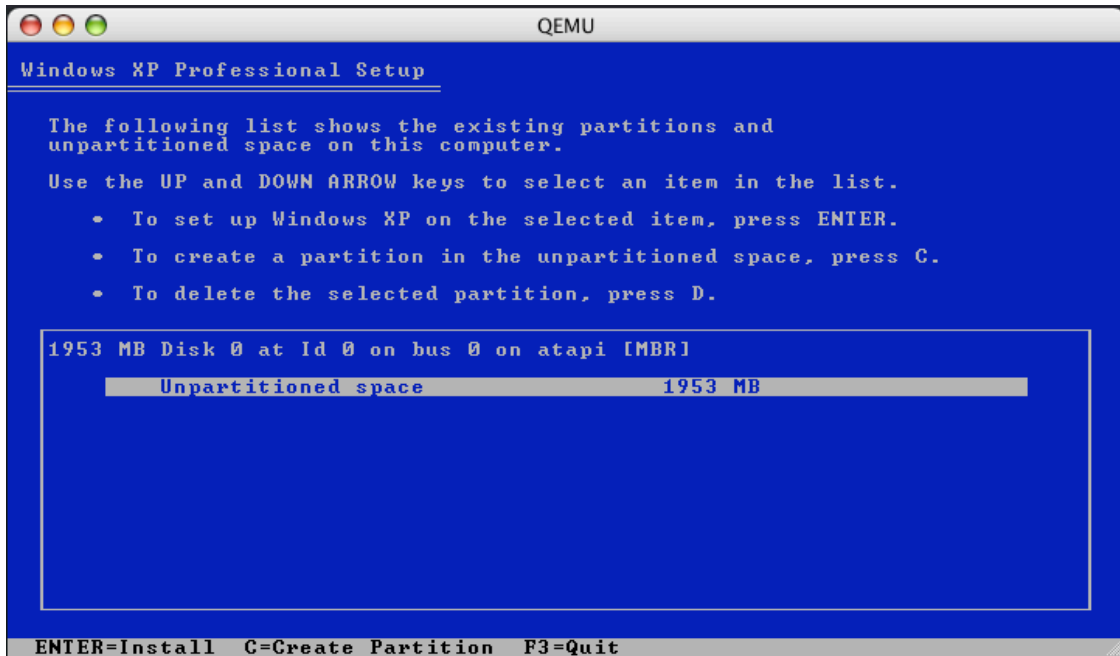 QEMU
Windows XP Professional Setup
The following list shows the existing partitions and
unpartitioned space on this computer.
Use the UP and DOWN ARROW keys to select an item in the list.
• To set up Windows XP on the selected item, press ENTER.
• To create a partition in the unpartitioned space, press C.
• To delete the selected partition, press D.
1953 MB Disk 0 at Id 0 on bus 0 on atapi [MBR]
Unpartitioned space 1953 MB
ENTER=Install C=Create Partition F3=Quit